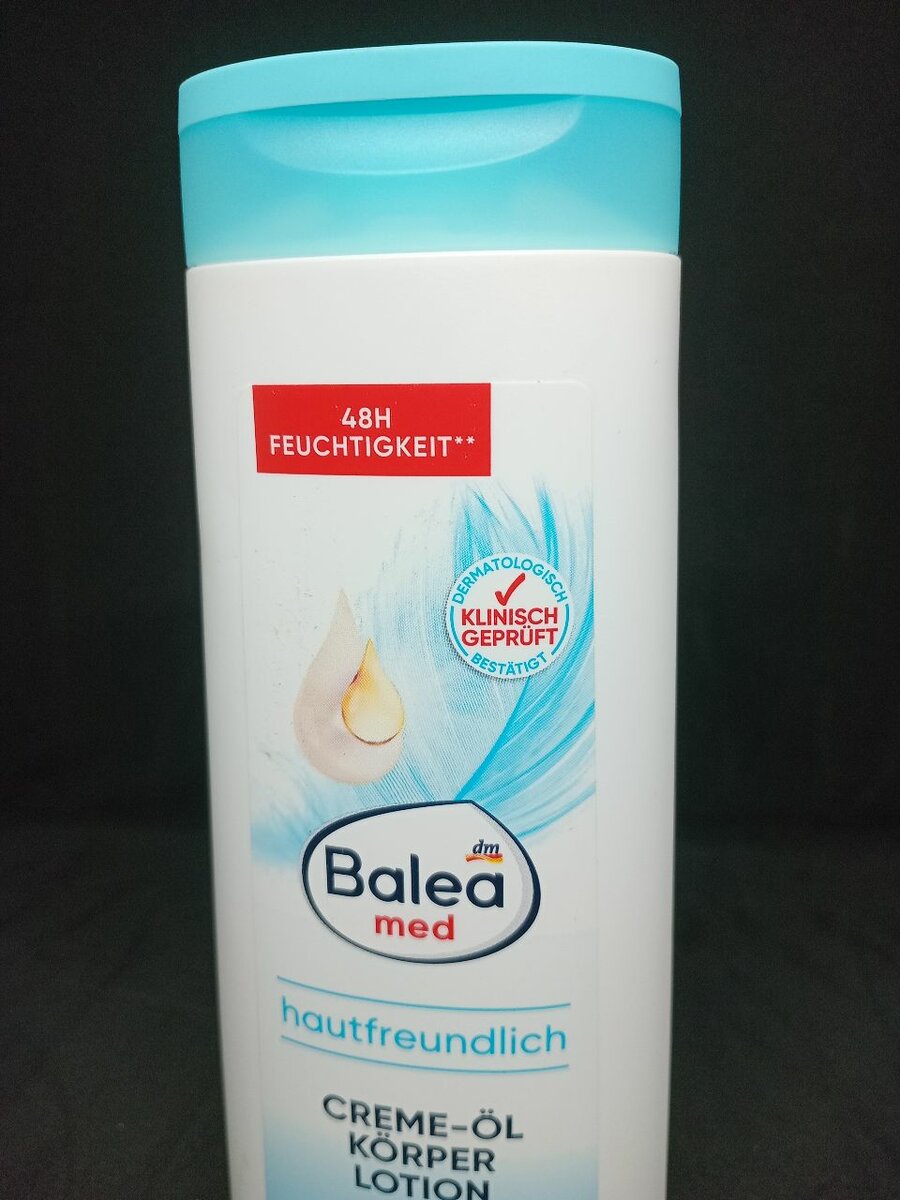 48H
FEUCHTIGKEIT**
DERMATOLOGISCH
KLINISCH
GEPRÜFT
BESTÄTIGT
dm
Balea
med
hautfreundlich
CREME-ÖL
KÖRPER
LOTION